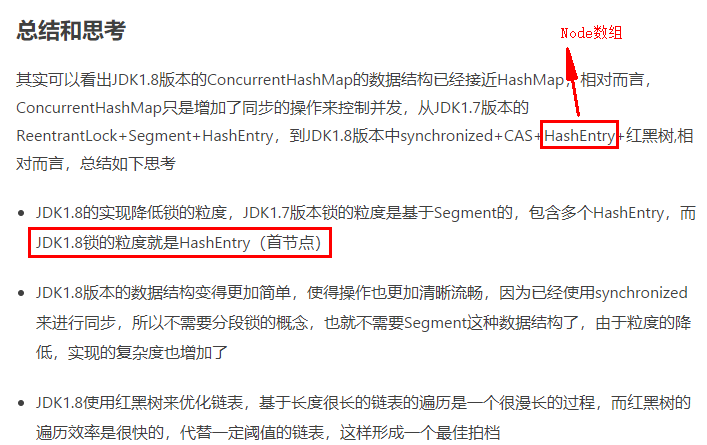 总结和思考
Node数组
其实可以看出JDK1.8版本的ConcurrentHashMap的数据结构已经接近HashMap，相对而言，
ConcurrentHashMap只是增加了同步的操作来控制并发，从JDK1.7版本的
ReentrantLock+Segment+HashEntry，到JDK1.8版本中synchronized+CAS+HashEntry+红黑树,相
对而言，总结如下思考
• JDK1.8的实现降低锁的粒度，JDK1.7版本锁的粒度是基于Segment的，包含多个HashEntry，而
JDK1.8锁的粒度就是HashEntry（首节点）
• JDK1.8版本的数据结构变得更加简单，使得操作也更加清晰流畅，因为已经使用synchronized
来进行同步，所以不需要分段锁的概念，也就不需要Segment这种数据结构了，由于粒度的降
低，实现的复杂度也增加了
• JDK1.8使用红黑树来优化链表，基于长度很长的链表的遍历是一个很漫长的过程，而红黑树的
遍历效率是很快的，代替一定阈值的链表，这样形成一个最佳拍档